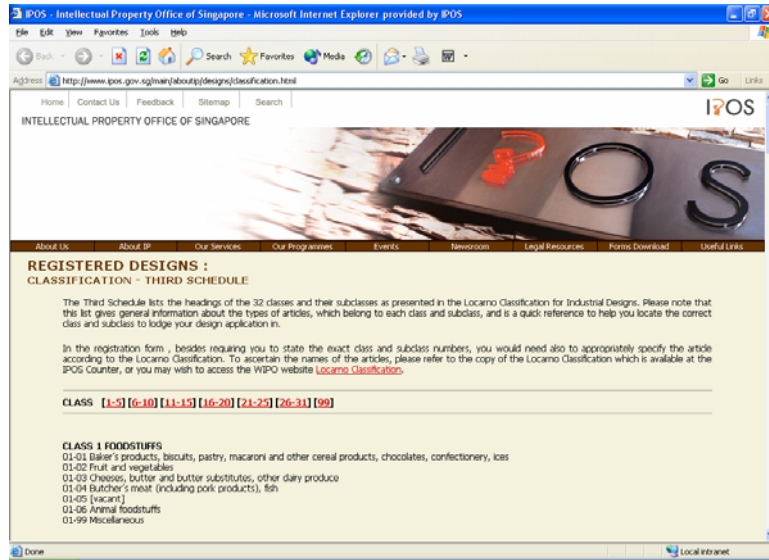 IPOS - Intellectual Property Office of Singapore - Microsoft Internet Explorer provided by IPOS
File Edit View Favorites Tools Help
Back Search Favorites Media
Address http://www.ipos.gov.sg/main/aboutip/designs/classification.html Go Links
Home Contact Us Feedback Sitemap Search
IPOS
INTELLECTUAL PROPERTY OFFICE OF SINGAPORE
IPOS
About Us About IP Our Services Our Programmes Events Newsroom Legal Resources Forms Download Useful Links
REGISTERED DESIGNS :
CLASSIFICATION - THIRD SCHEDULE
The Third Schedule lists the headings of the 32 classes and their subclasses as presented in the Locarno Classification for Industrial Designs. Please note that
this list gives general information about the types of articles, which belong to each class and subclass, and is a quick reference to help you locate the correct
class and subclass to lodge your design application in.
In the registration form , besides requiring you to state the exact class and subclass numbers, you would need also to appropriately specify the article
according to the Locarno Classification. To ascertain the names of the articles, please refer to the copy of the Locarno Classification which is available at the
IPOS Counter, or you may wish to access the WIPO website Locarno Classification.
CLASS [1-5] [6-10] [11-15] [16-20] [21-25] [26-31] [99]
CLASS 1 FOODSTUFFS
01-01 Baker's products, biscuits, pastry, macaroni and other cereal products, chocolates, confectionery, ices
01-02 Fruit and vegetables
01-03 Cheeses, butter and butter substitutes, other dairy produce
01-04 Butcher's meat (including pork products), fish
01-05 [vacant]
01-06 Animal foodstuffs
01-99 Miscellaneous
Done Local intranet